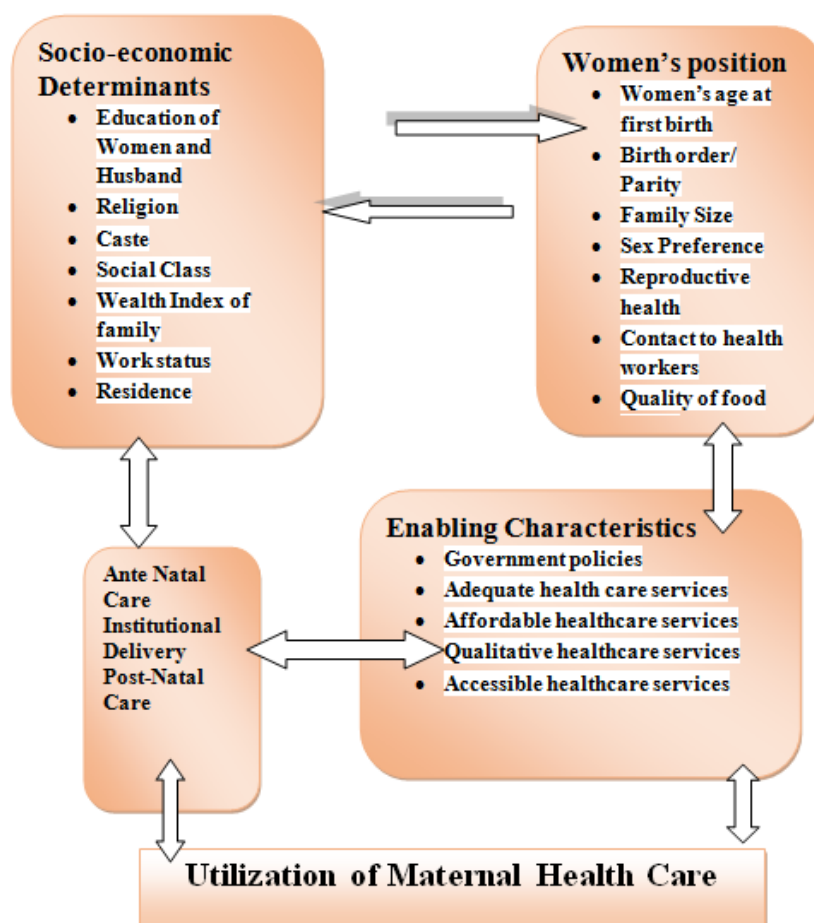 Socio-economic
Determinants
• Education of
Women and
Husband
• Religion
• Caste
• Social Class
• Wealth Index of
family
• Work status
• Residence
Women's position
• Women's age at
first birth
• Birth order/
Parity
• Family Size
• Sex Preference
• Reproductive
health
• Contact to health
workers
• Quality of food
Enabling Characteristics
• Government policies
• Adequate health care services
• Affordable healthcare services
• Qualitative healthcare services
• Accessible healthcare services
Ante Natal
Care
Institutional
Delivery
Post-Natal
Care
Utilization of Maternal Health Care